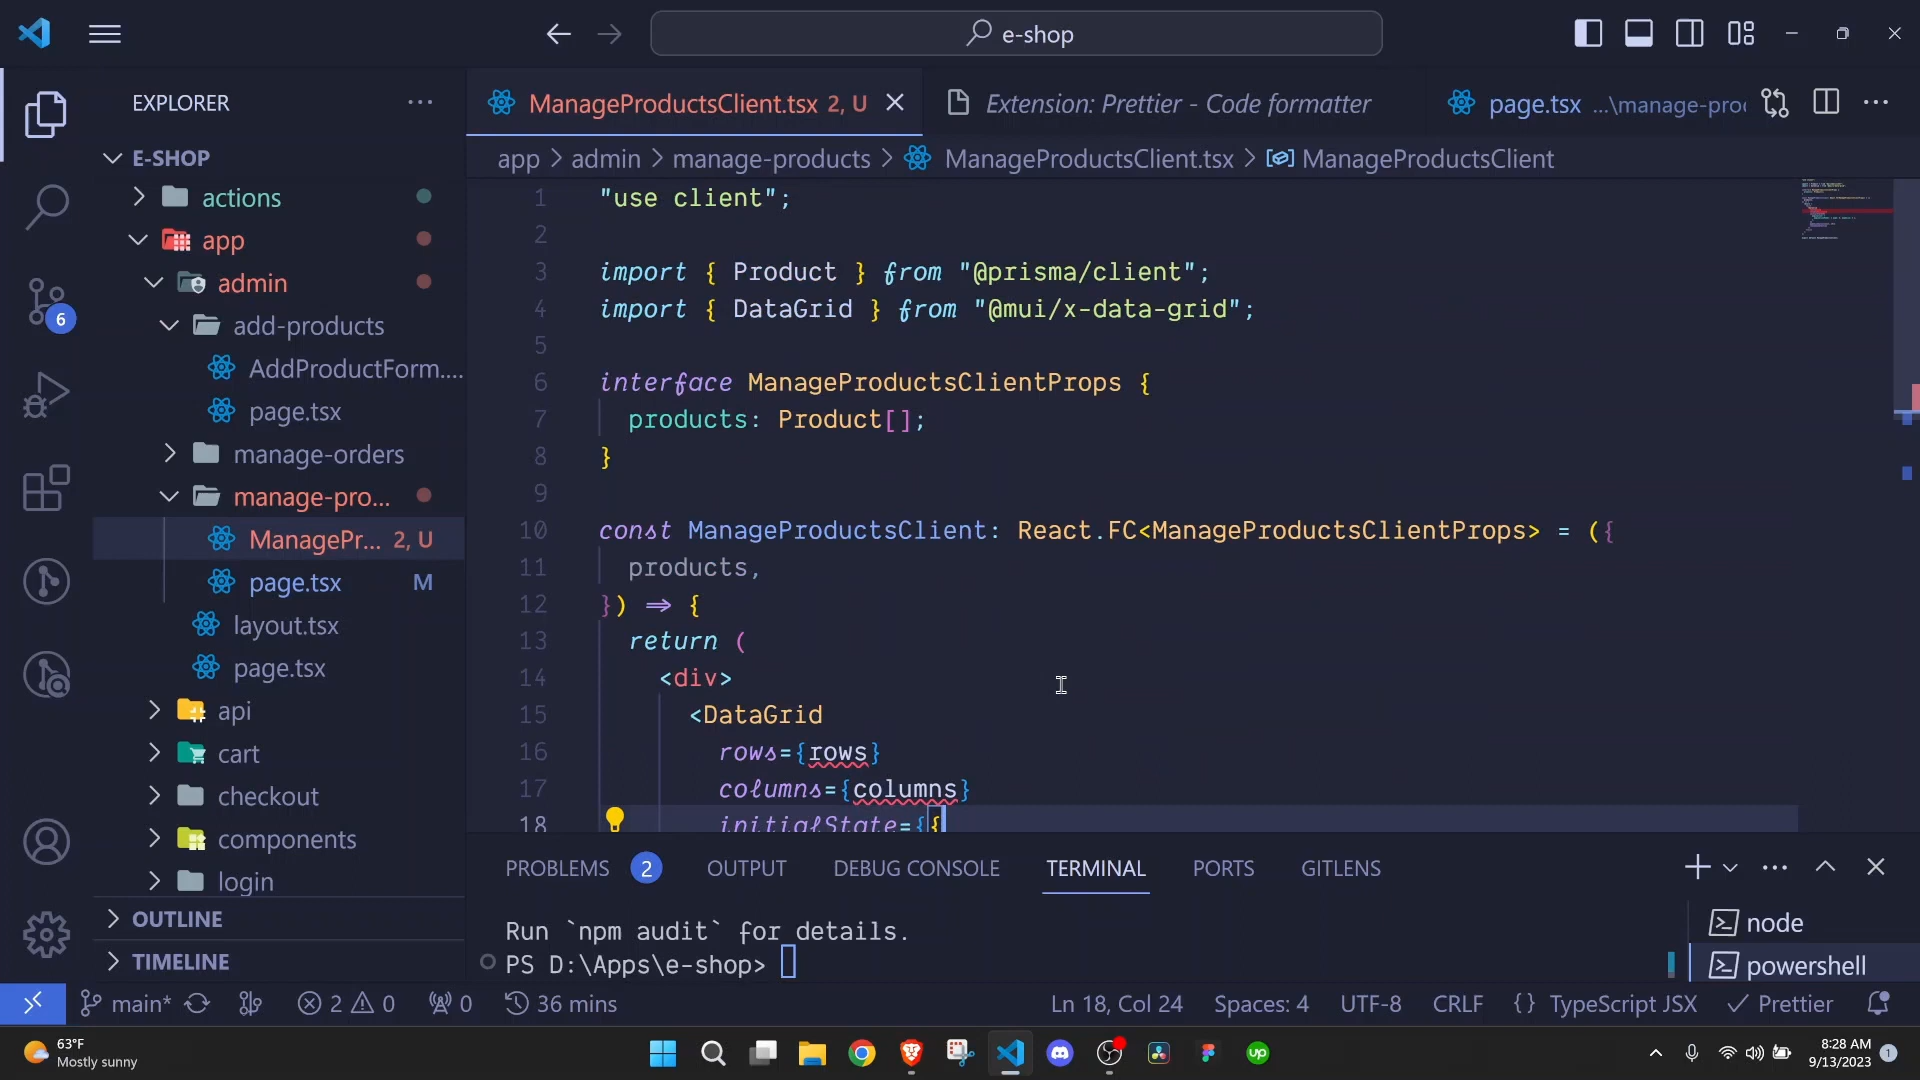 e-shop
EXPLORER
E-SHOP
actions
app
admin
add-products
AddProductForm....
page.tsx
manage-orders
manage-pro...
ManagePr... 2, U
page.tsx M
layout.tsx
page.tsx
api
cart
checkout
components
login
OUTLINE
TIMELINE
6
ManageProductsClient.tsx 2, U
Extension: Prettier - Code formatter
page.tsx ...\manage-pro
app > admin > manage-products > ManageProductsClient.tsx > ManageProductsClient
1 "use client";
2
3 import { Product } from "@prisma/client";
4 import { DataGrid } from "@mui/x-data-grid";
5
6 interface ManageProductsClientProps {
7 products: Product[];
8 }
9
10 const ManageProductsClient: React.FC<ManageProductsClientProps> = ({
11 products,
12 }) => {
13 return (
14 <div>
15 <DataGrid
16 rows={rows}
17 columns={columns}
18 initialState={{
PROBLEMS 2 OUTPUT DEBUG CONSOLE TERMINAL PORTS GITLENS
Run `npm audit` for details.
PS D:\Apps\e-shop>
node
powershell
main* 2 0 0 36 mins Ln 18, Col 24 Spaces: 4 UTF-8 CRLF {} TypeScript JSX Prettier
63°F
Mostly sunny
up
8:28 AM
9/13/2023
1